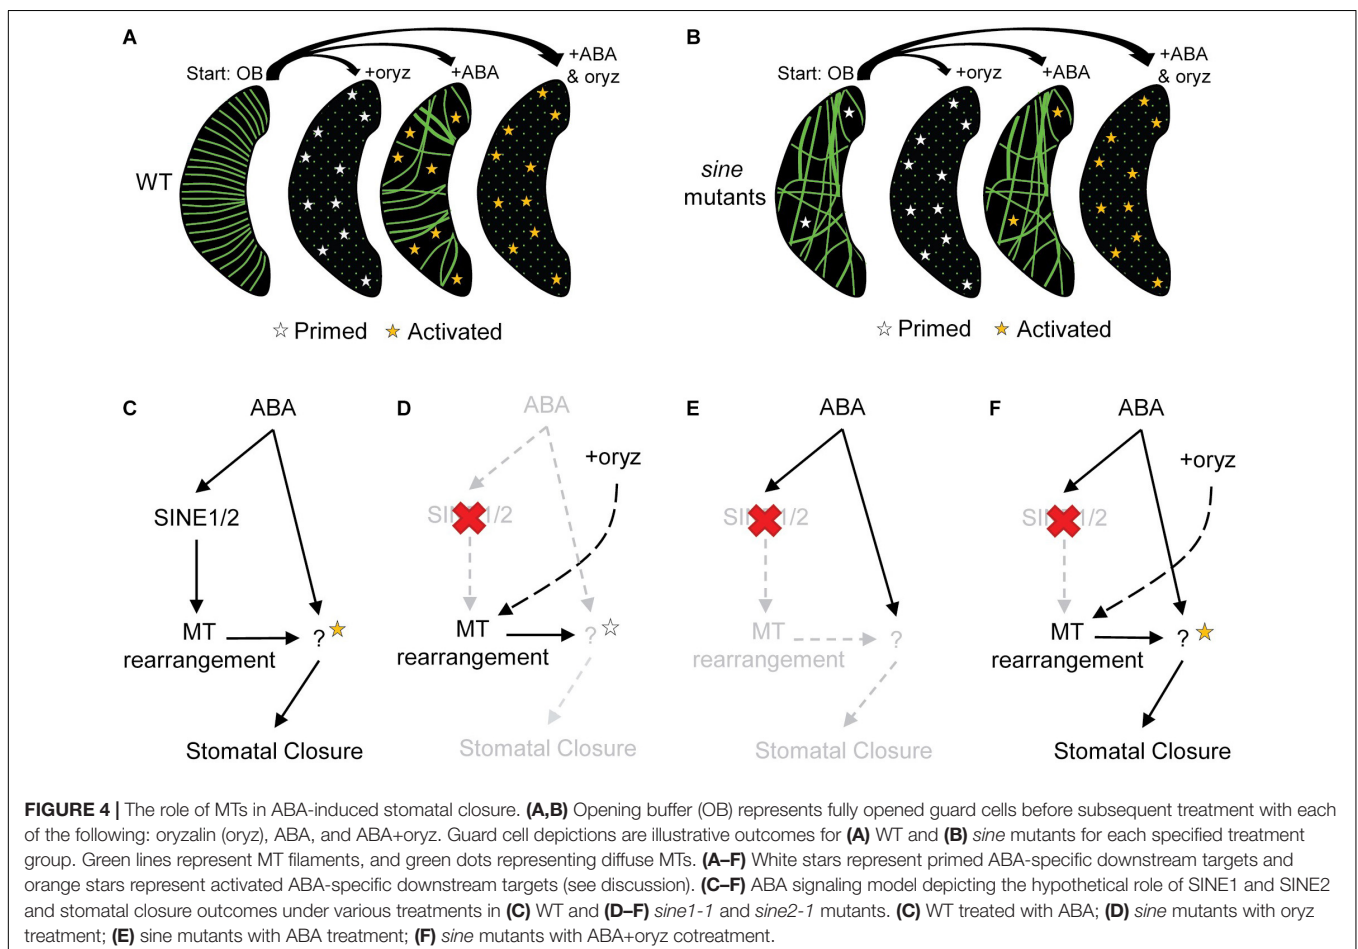 A
Start: OB
+oryz
+ABA
+ABA
& oryz
WT
☆ Primed ★ Activated
B
Start: OB
+oryz
+ABA
+ABA
& oryz
sine
mutants
☆ Primed ★ Activated
C
ABA
SINE1/2
MT
rearrangement
?
Stomatal Closure
D
ABA
+oryz
SINE1/2
MT
rearrangement
?
Stomatal Closure
E
ABA
SINE1/2
MT
rearrangement
?
Stomatal Closure
F
ABA
+oryz
SINE1/2
MT
rearrangement
?
Stomatal Closure
FIGURE 4 | The role of MTs in ABA-induced stomatal closure. (A,B) Opening buffer (OB) represents fully opened guard cells before subsequent treatment with each
of the following: oryzalin (oryz), ABA, and ABA+oryz. Guard cell depictions are illustrative outcomes for (A) WT and (B) sine mutants for each specified treatment
group. Green lines represent MT filaments, and green dots representing diffuse MTs. (A–F) White stars represent primed ABA-specific downstream targets and
orange stars represent activated ABA-specific downstream targets (see discussion). (C–F) ABA signaling model depicting the hypothetical role of SINE1 and SINE2
and stomatal closure outcomes under various treatments in (C) WT and (D–F) sine1-1 and sine2-1 mutants. (C) WT treated with ABA; (D) sine mutants with oryz
treatment; (E) sine mutants with ABA treatment; (F) sine mutants with ABA+oryz cotreatment.